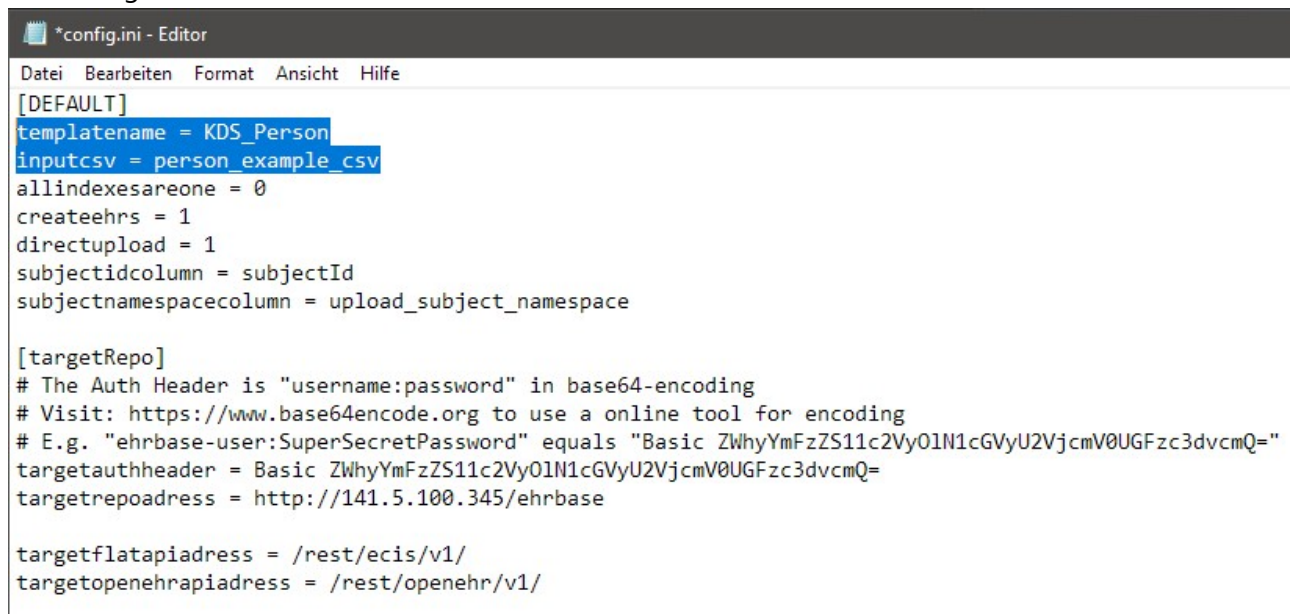 *config.ini - Editor
Datei Bearbeiten Format Ansicht Hilfe
[DEFAULT]
templatename = KDS_Person
inputcsv = person_example_csv
allindexesareone = 0
createehrs = 1
directupload = 1
subjectidcolumn = subjectId
subjectnamespacecolumn = upload_subject_namespace
[targetRepo]
# The Auth Header is "username:password" in base64-encoding
# Visit: https://www.base64encode.org to use a online tool for encoding
# E.g. "ehrbase-user:SuperSecretPassword" equals "Basic ZWhyYmFzZS11c2VyOlN1cGVyU2VjcmV0UGFzc3dvcmQ="
targetauthheader = Basic ZWhyYmFzZS11c2VyOlN1cGVyU2VjcmV0UGFzc3dvcmQ=
targetrepoadress = http://141.5.100.345/ehrbase
targetflatapiadress = /rest/ecis/v1/
targetopenehrapiadress = /rest/openehr/v1/